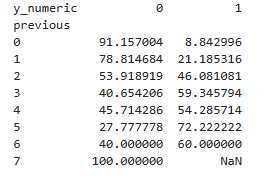 y_numeric 0 1
previous
0 91.157004 8.842996
1 78.814684 21.185316
2 53.918919 46.081081
3 40.654206 59.345794
4 45.714286 54.285714
5 27.777778 72.222222
6 40.000000 60.000000
7 100.000000 NaN